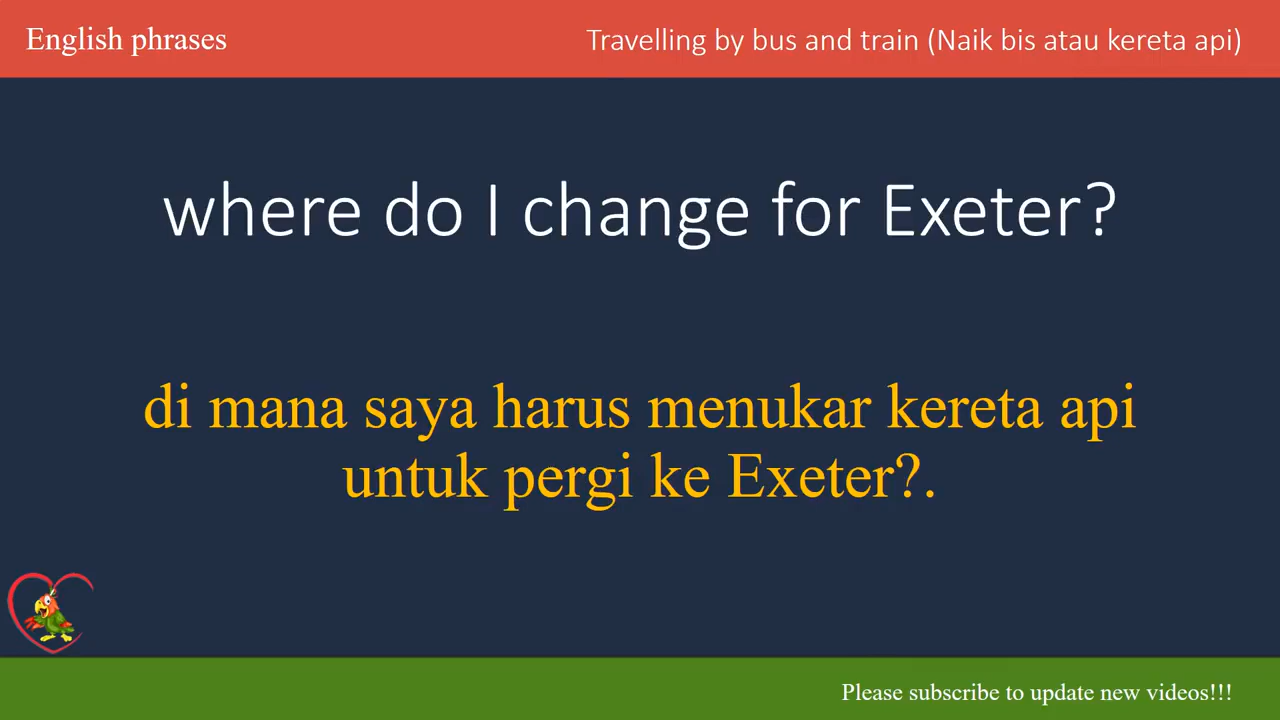 English phrases
Travelling by bus and train (Naik bis atau kereta api)
where do I change for Exeter?
di mana saya harus menukar kereta api
untuk pergi ke Exeter?.
Please subscribe to update new videos!!!